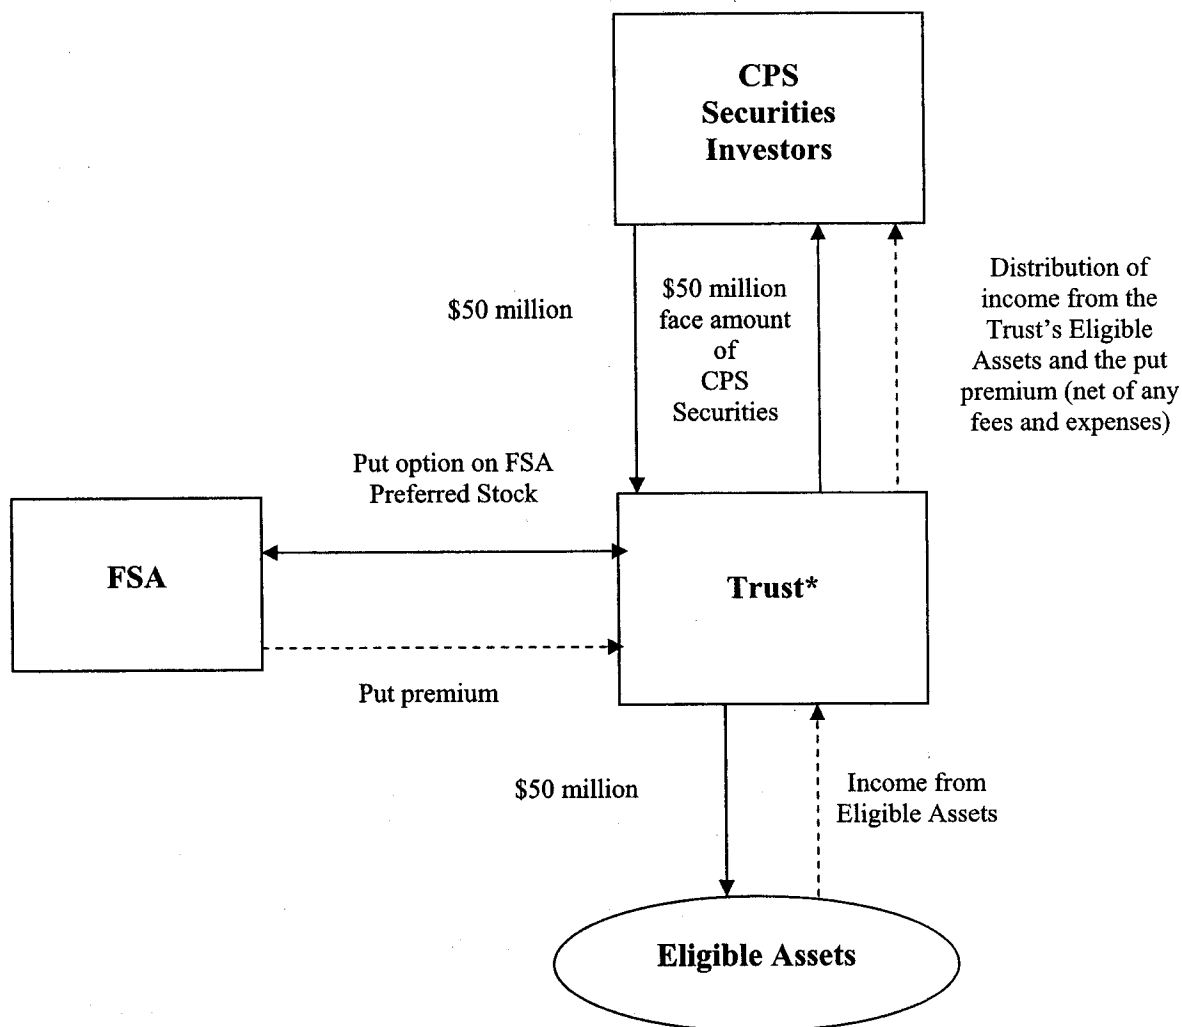 CPS
Securities
Investors
$50 million
$50 million
face amount
of
CPS
Securities
Distribution of
income from the
Trust's Eligible
Assets and the put
premium (net of any
fees and expenses)
Put option on FSA
Preferred Stock
FSA
Trust*
Put premium
$50 million
Income from
Eligible Assets
Eligible Assets